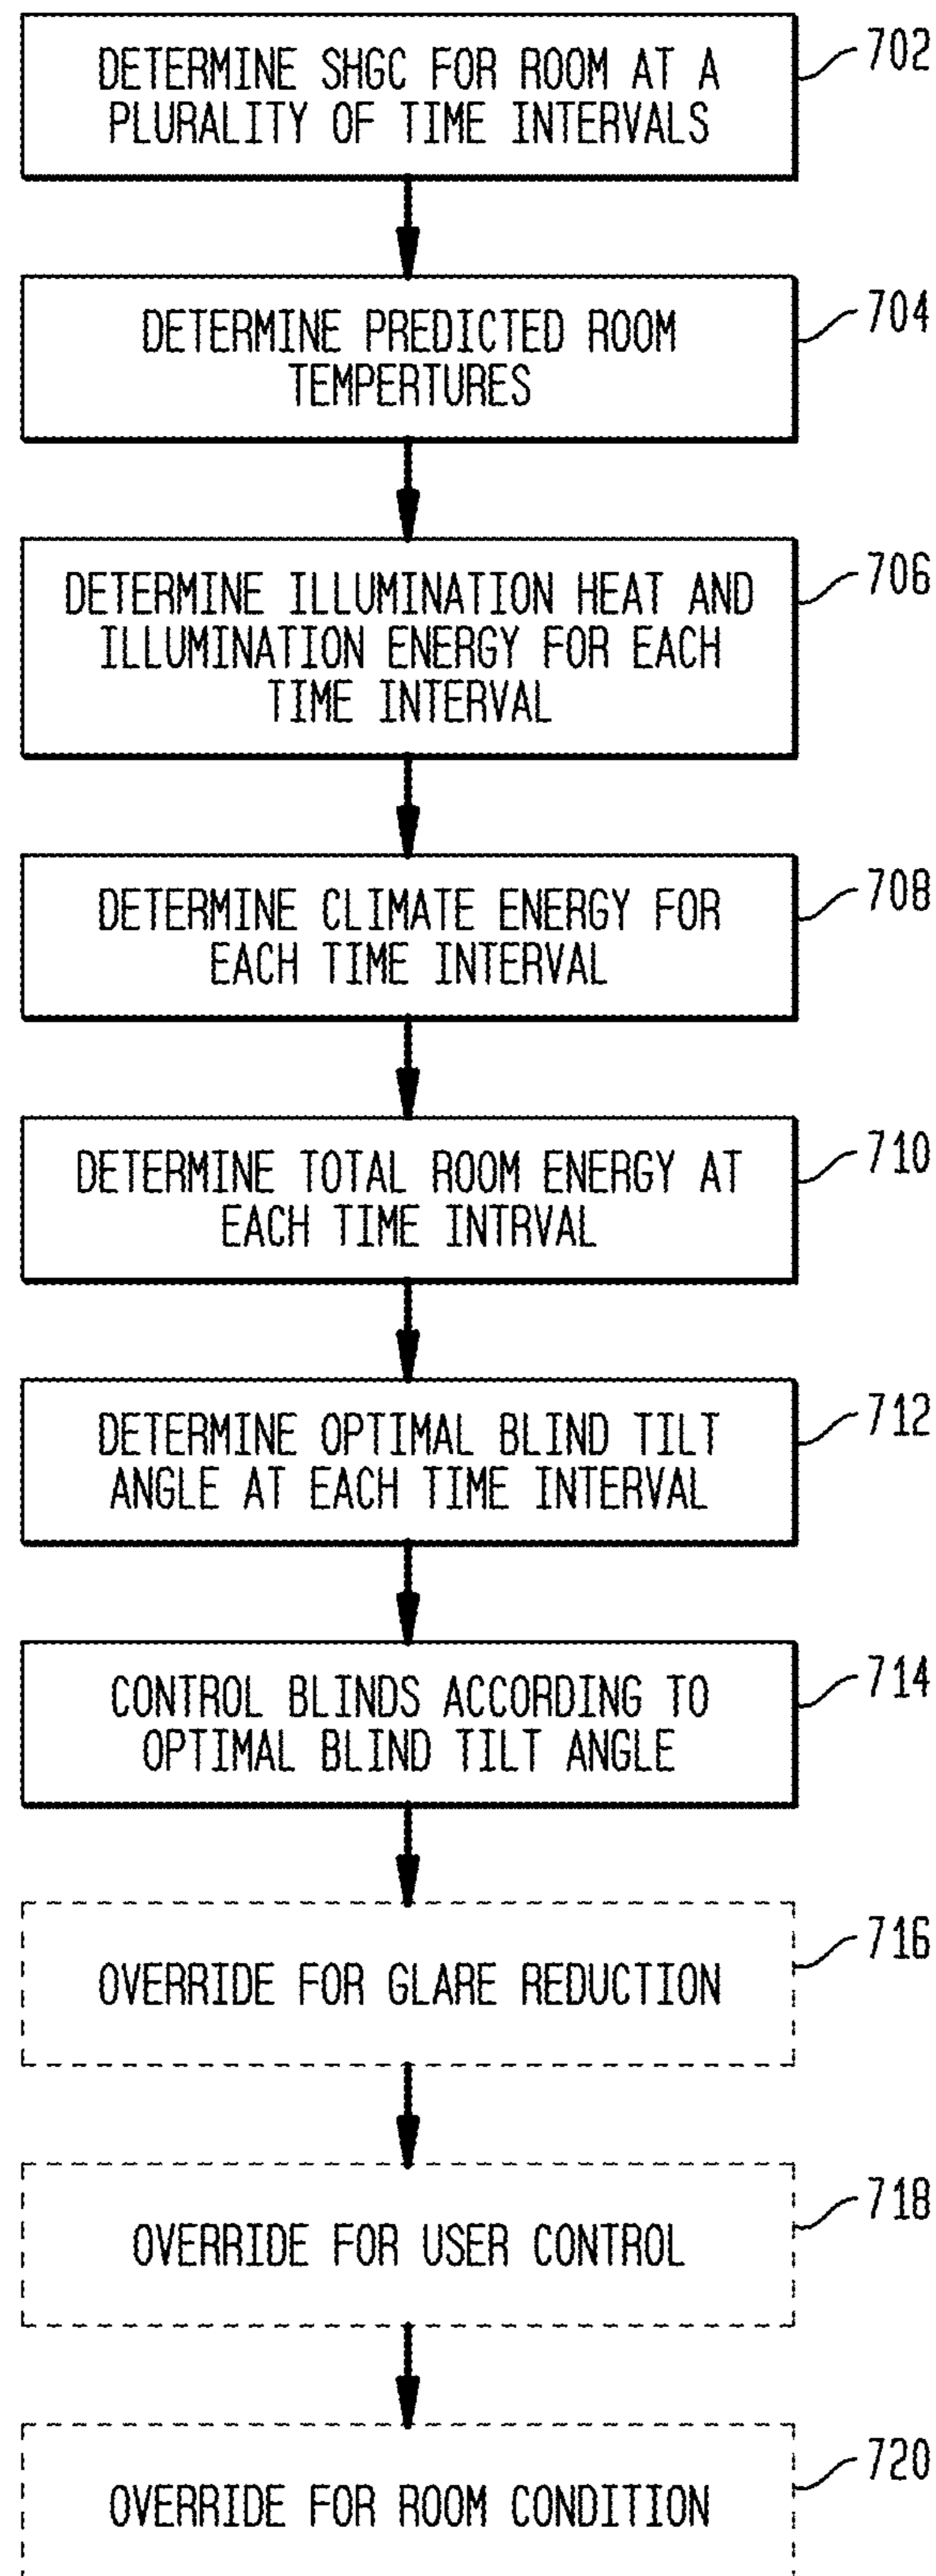 DETERMINE SHGC FOR ROOM AT A
PLURALITY OF TIME INTERVALS
702
DETERMINE PREDICTED ROOM
TEMPERTURES
704
DETERMINE ILLUMINATION HEAT AND
ILLUMINATION ENERGY FOR EACH
TIME INTERVAL
706
DETERMINE CLIMATE ENERGY FOR
EACH TIME INTERVAL
708
DETERMINE TOTAL ROOM ENERGY AT
EACH TIME INTRVAL
710
DETERMINE OPTIMAL BLIND TILT
ANGLE AT EACH TIME INTERVAL
712
CONTROL BLINDS ACCORDING TO
OPTIMAL BLIND TILT ANGLE
714
OVERRIDE FOR GLARE REDUCTION
716
OVERRIDE FOR USER CONTROL
718
OVERRIDE FOR ROOM CONDITION
720